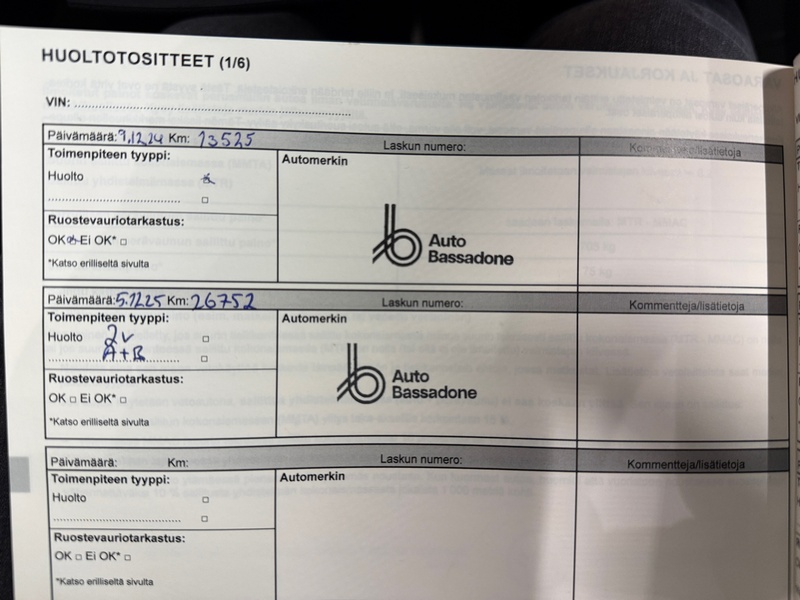 HUOLTOTOSITTEET (1/6)
VIN:
Päivämäärä: 9.12.24 Km: 13525 Laskun numero: Kommentteja/lisätietoja
Toimenpiteen tyyppi: Automerkin
Huolto
Ruostevauriotarkastus:
OK Ei OK*
*Katso erilliseltä sivulta
Auto
Bassadone
Päivämäärä: 5.12.25 Km: 26752 Laskun numero: Kommentteja/lisätietoja
Toimenpiteen tyyppi: Automerkin
Huolto 2v
A+B
Ruostevauriotarkastus:
OK Ei OK*
*Katso erilliseltä sivulta
Auto
Bassadone
Päivämäärä: Km: Laskun numero: Kommentteja/lisätietoja
Toimenpiteen tyyppi: Automerkin
Huolto
Ruostevauriotarkastus:
OK Ei OK*
*Katso erilliseltä sivulta